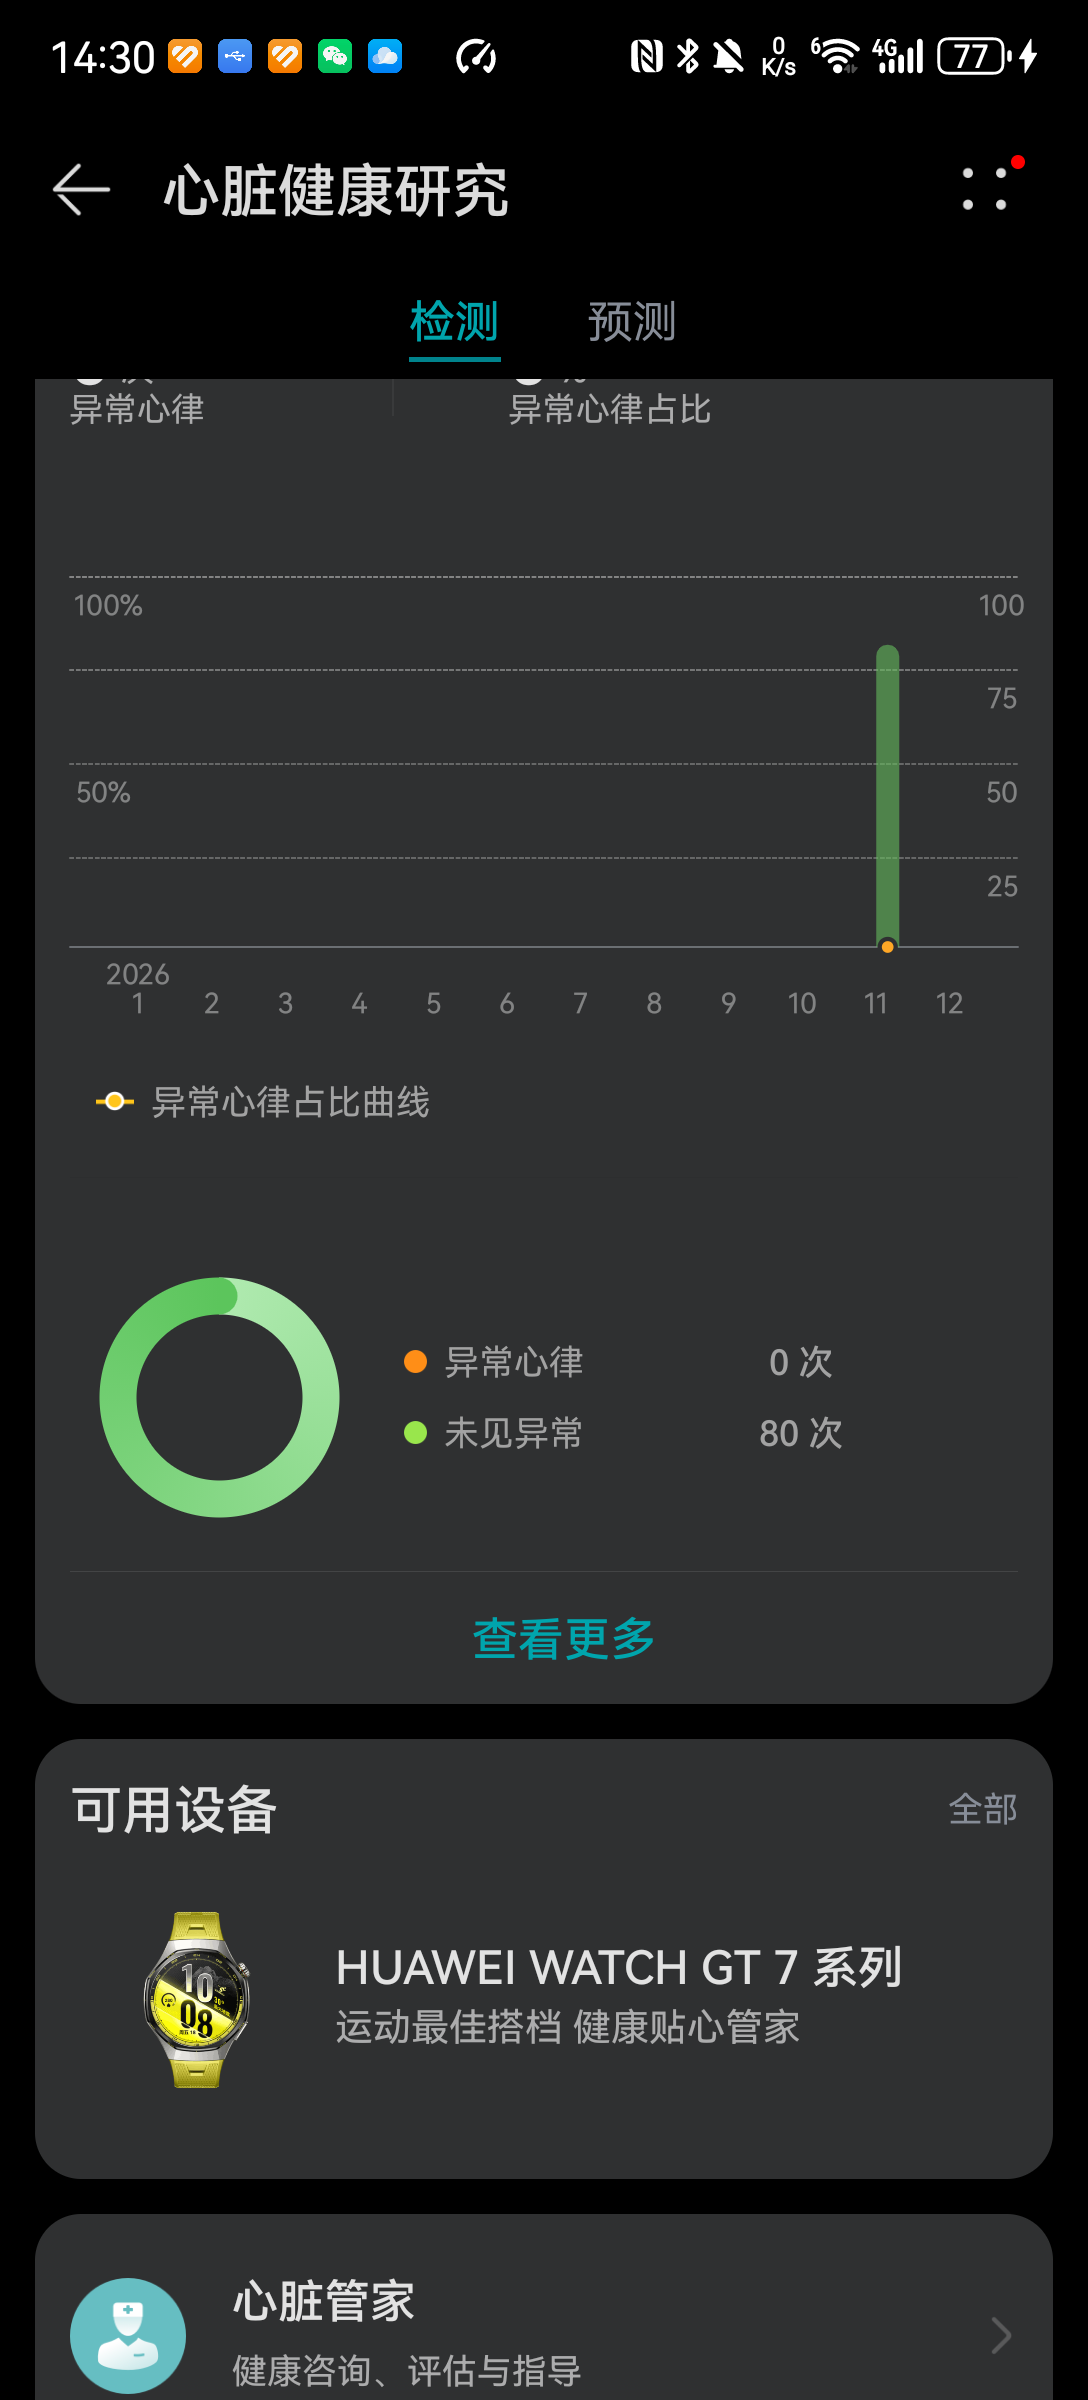 14:30
0 K/s
6
4G
77
心脏健康研究
检测 预测
异常心律 异常心律占比
100% 100
75
50% 50
25
2026
1 2 3 4 5 6 7 8 9 10 11 12
异常心律占比曲线
异常心律 0 次
未见异常 80 次
查看更多
可用设备 全部
10
08
HUAWEI WATCH GT 7 系列
运动最佳搭档 健康贴心管家
心脏管家
健康咨询、评估与指导